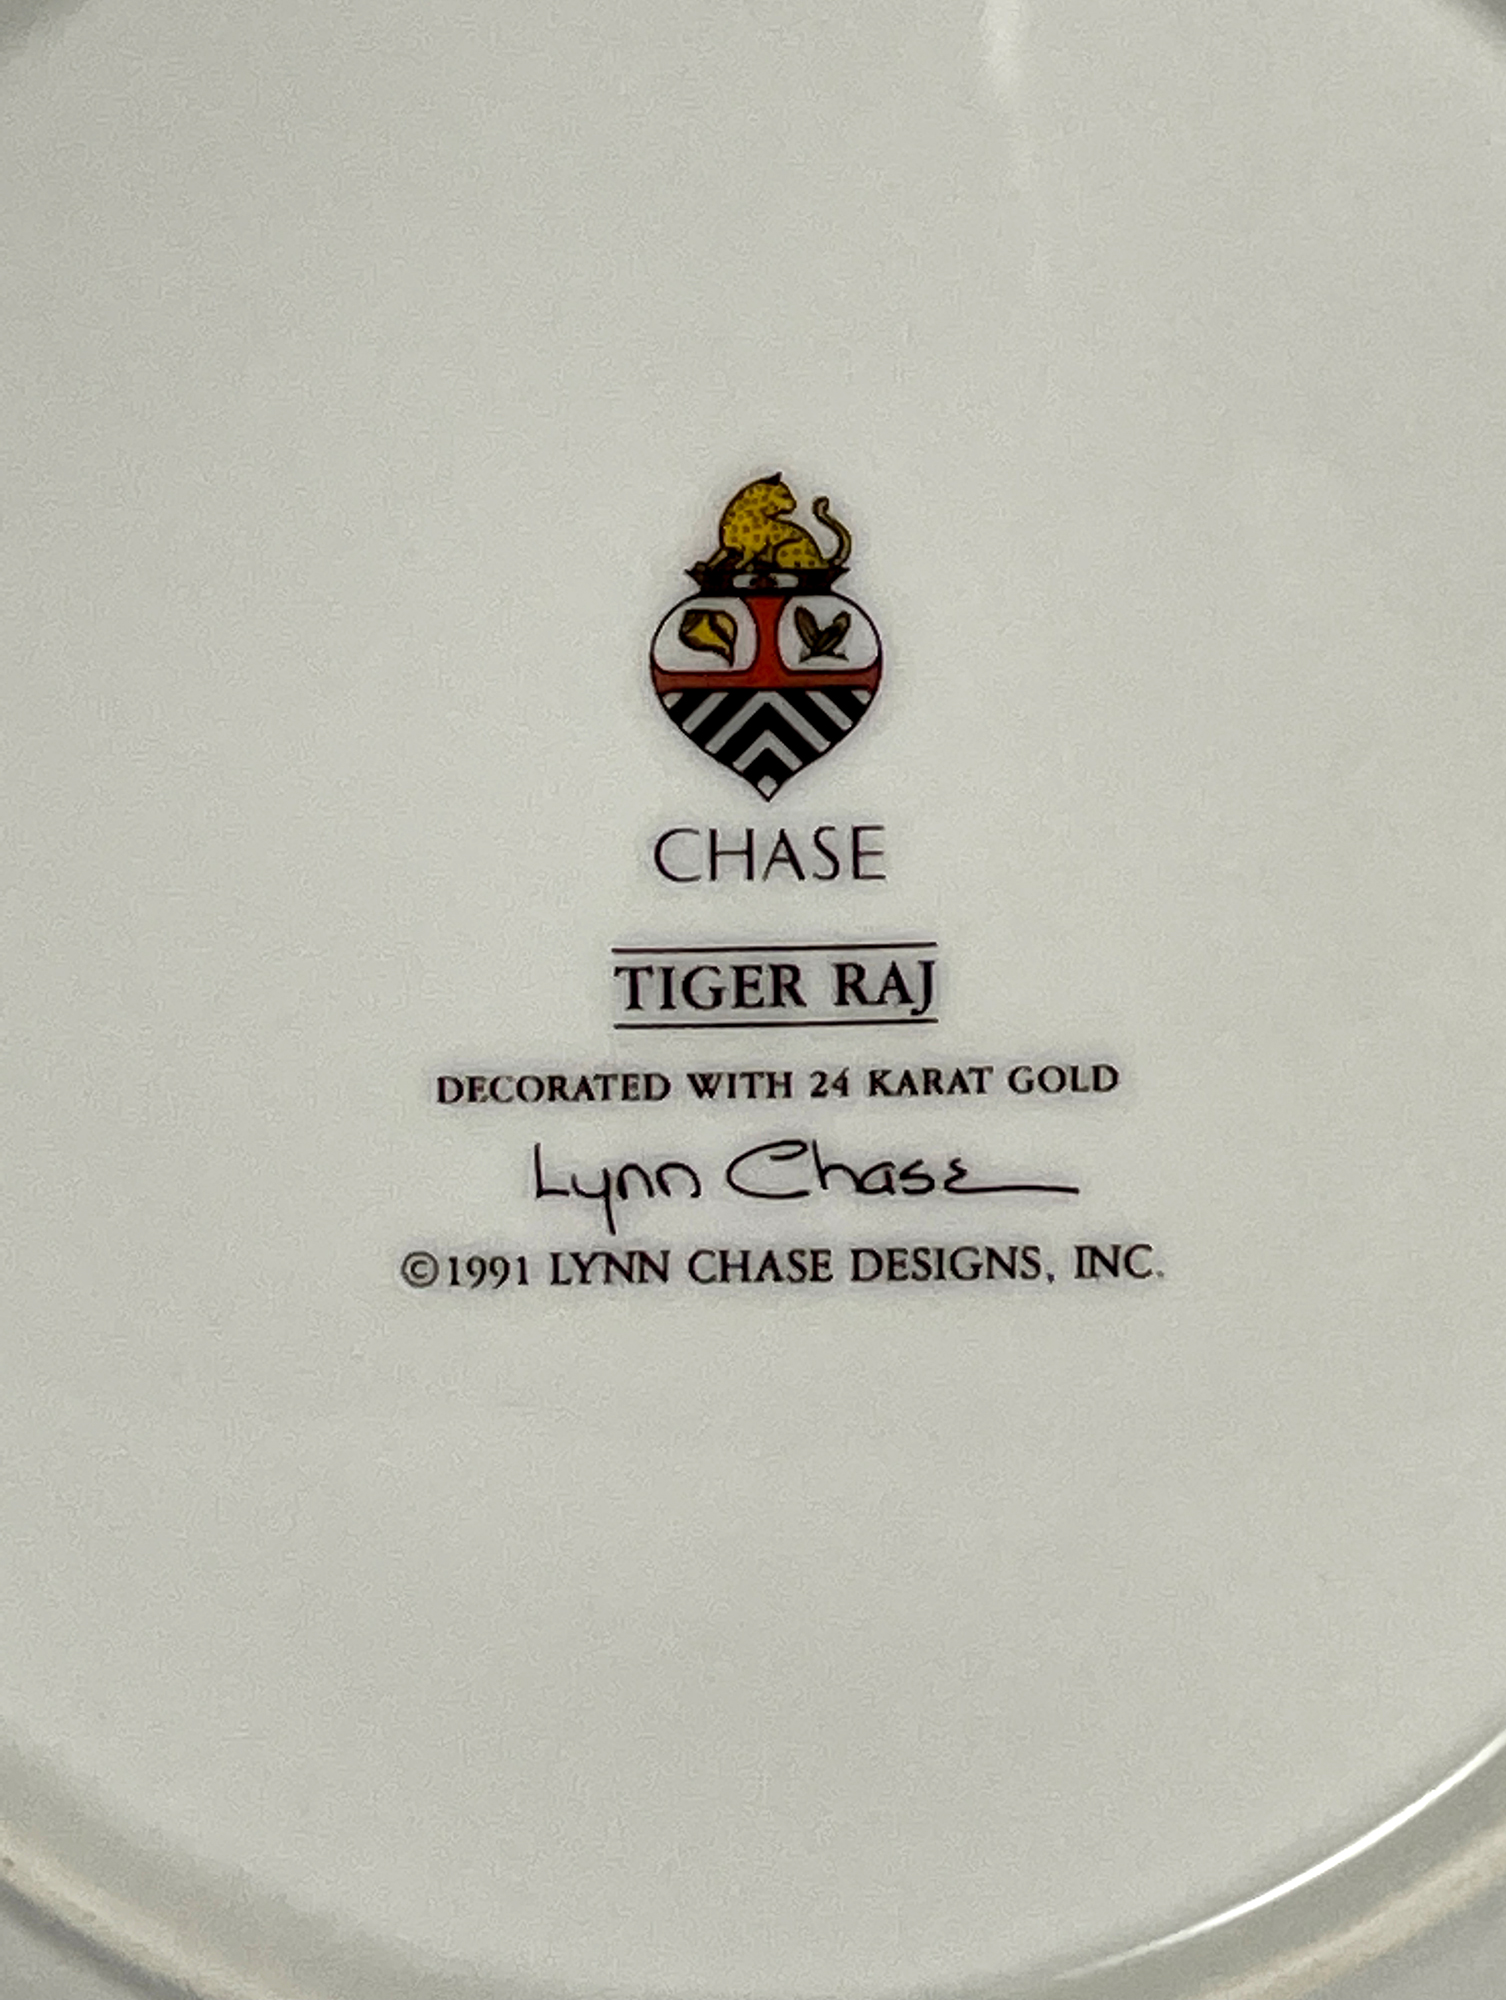 CHASE
TIGER RAJ
DECORATED WITH 24 KARAT GOLD
Lynn Chase
©1991 LYNN CHASE DESIGNS, INC.